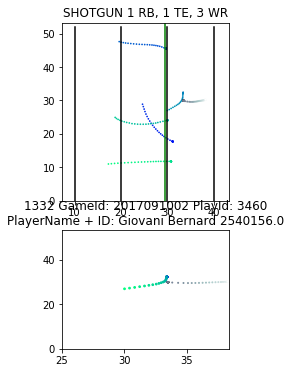 SHOTGUN 1 RB, 1 TE, 3 WR
50
40
30
20
10
0
10 20 30 40
1332 GameId: 2017091002 PlayId: 3460
PlayerName + ID: Giovani Bernard 2540156.0
40
20
0
25 30 35